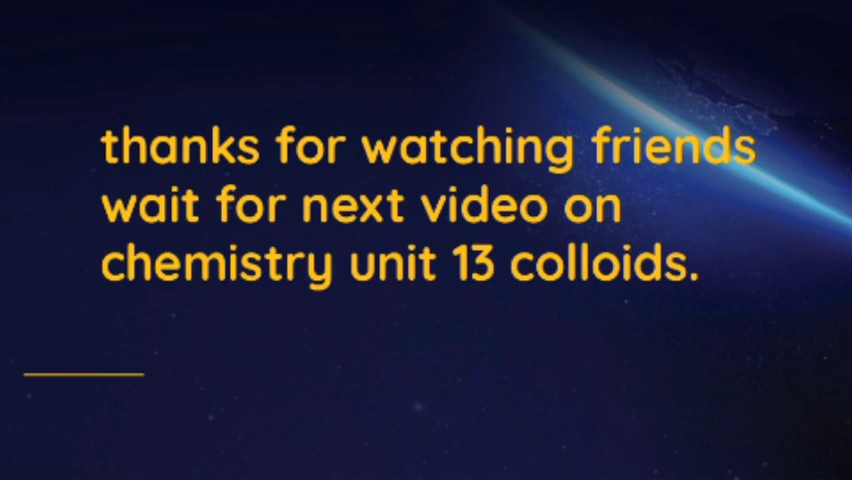 thanks for watching friends
wait for next video on
chemistry unit 13 colloids.